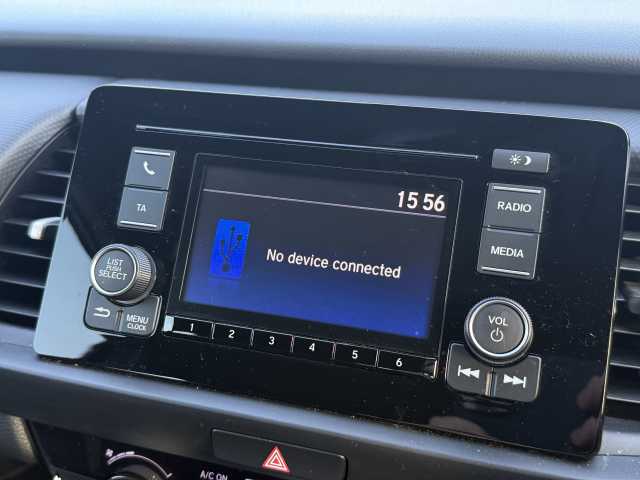 15 56
No device connected
TA
LIST
PUSH
SELECT
MENU
CLOCK
1 2 3 4 5 6
RADIO
MEDIA
VOL
A/C ON